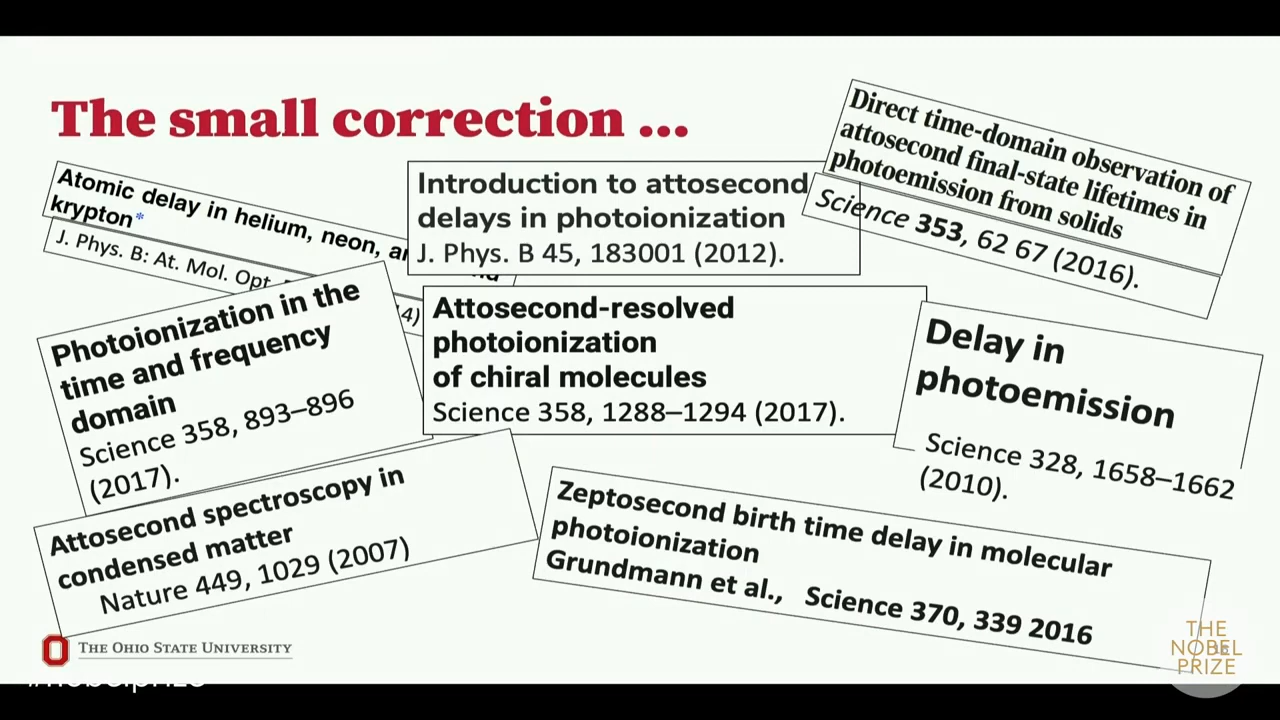 The small correction ...
Atomic delay in helium, neon,
krypton*
J. Phys. B: At. Mol. Opt.
4)
Introduction to attosecond
delays in photoionization
J. Phys. B 45, 183001 (2012).
Direct time-domain observation of
attosecond final-state lifetimes in
photoemission from solids
Science 353, 62 67 (2016).
Photoionization in the
time and frequency
domain
Science 358, 893–896
(2017).
Attosecond-resolved
photoionization
of chiral molecules
Science 358, 1288–1294 (2017).
Delay in
photoemission
Science 328, 1658–1662
(2010).
Attosecond spectroscopy in
condensed matter
Nature 449, 1029 (2007)
Zeptosecond birth time delay in molecular
photoionization
Grundmann et al., Science 370, 339 2016
THE OHIO STATE UNIVERSITY
THE
NOBEL
PRIZE
#nobelprize